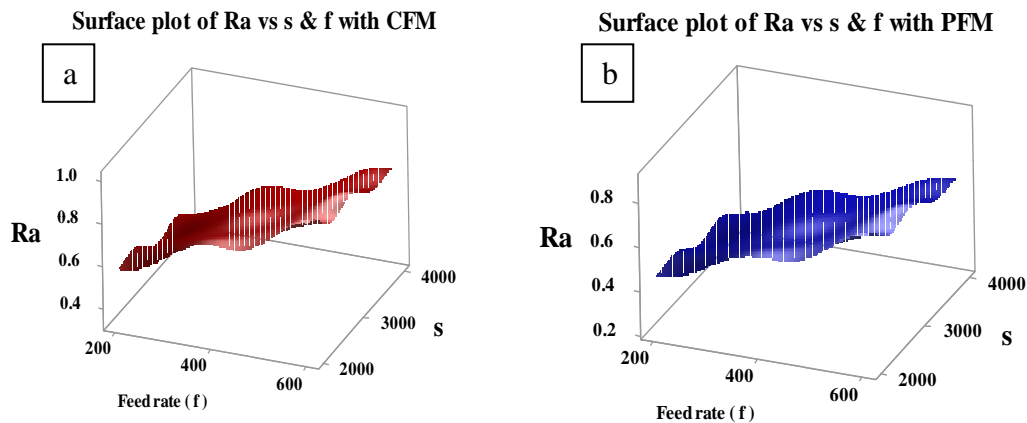 Surface plot of Ra vs s & f with CFM
a
1.0
0.8
0.6
0.4
Ra
200
400
600
Feed rate ( f )
2000
3000
4000
s
Surface plot of Ra vs s & f with PFM
b
0.8
0.6
0.4
0.2
Ra
200
400
600
Feed rate ( f )
2000
3000
4000
s